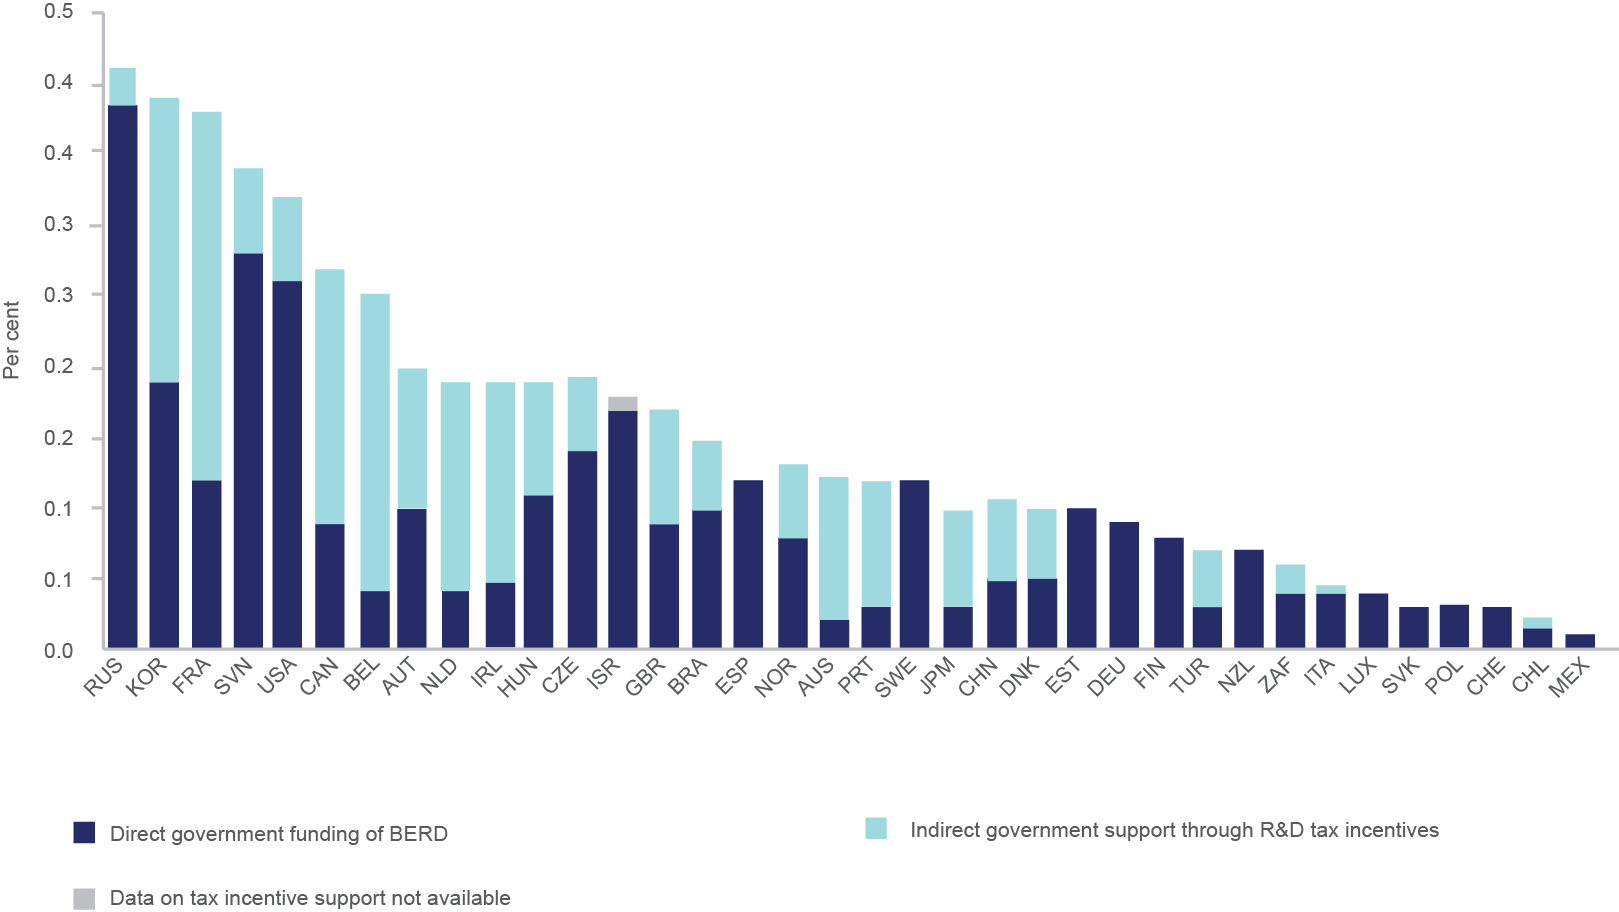 0.5
0.4
0.4
0.3
0.3
0.2
0.2
0.1
0.1
0.0
Per cent
RUS
KOR
FRA
SVN
USA
CAN
BEL
AUT
NLD
IRL
HUN
CZE
ISR
GBR
BRA
ESP
NOR
AUS
PRT
SWE
JPM
CHN
DNK
EST
DEU
FIN
TUR
NZL
ZAF
ITA
LUX
SVK
POL
CHE
CHL
MEX
Direct government funding of BERD
Indirect government support through R&D tax incentives
Data on tax incentive support not available